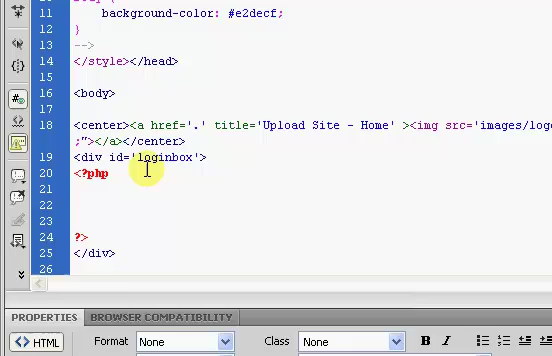 11 background-color: #e2decf;
12 }
13 -->
14 </style></head>
15
16 <body>
17
18 <center><a href='.' title='Upload Site - Home' ><img src='images/log
;"></a></center>
19 <div id='loginbox'>
20 <?php
21
22
23
24 ?>
25 </div>
26
PROPERTIES BROWSER COMPATIBILITY
<> HTML Format None Class None B I